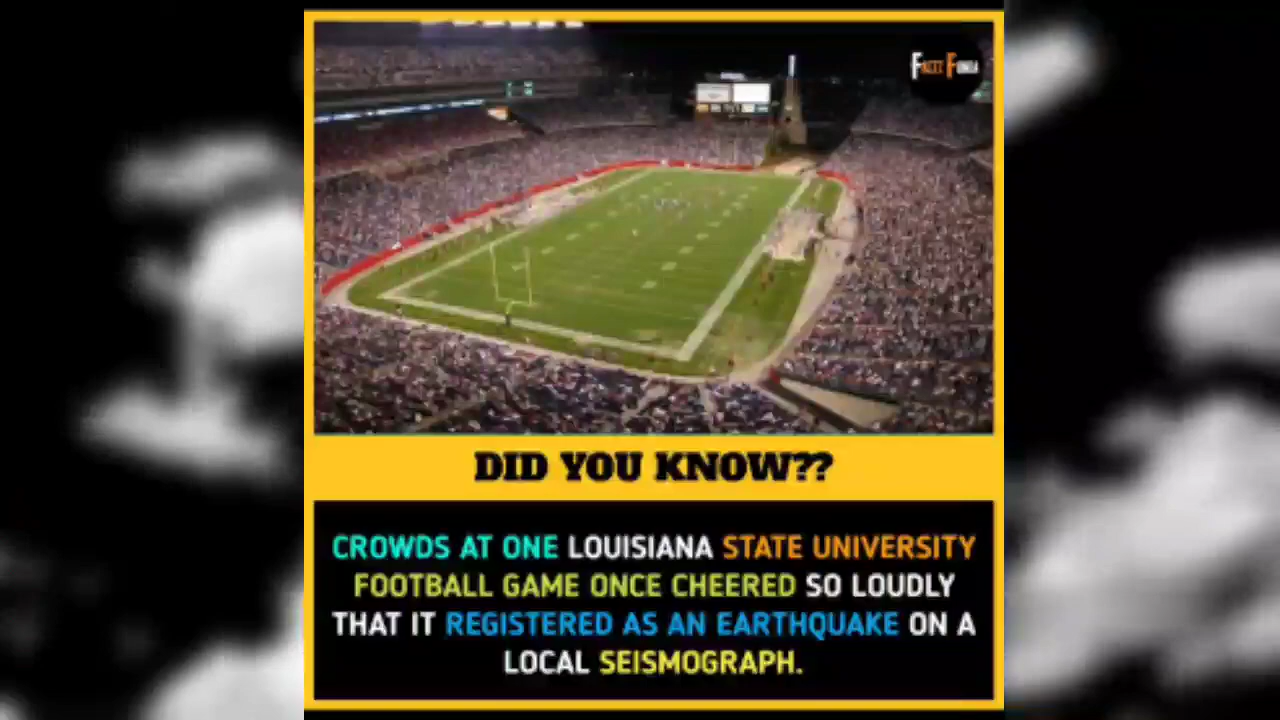 DID YOU KNOW??
CROWDS AT ONE LOUISIANA STATE UNIVERSITY
FOOTBALL GAME ONCE CHEERED SO LOUDLY
THAT IT REGISTERED AS AN EARTHQUAKE ON A
LOCAL SEISMOGRAPH.